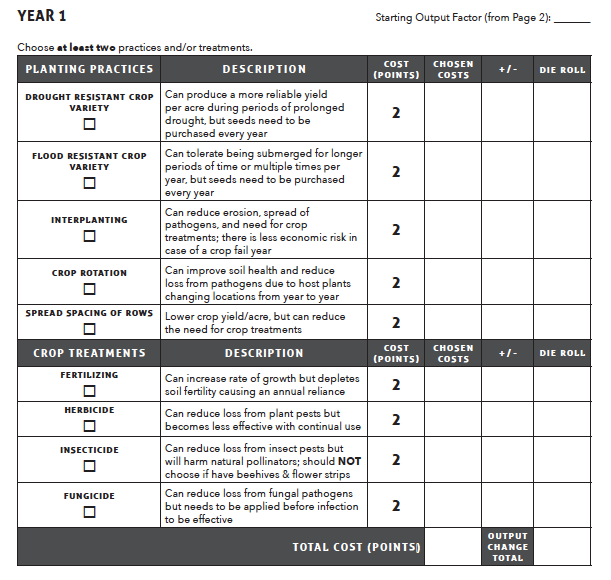 YEAR 1
Starting Output Factor (from Page 2): ______
Choose at least two practices and/or treatments.
PLANTING PRACTICES DESCRIPTION COST (POINTS) CHOSEN COSTS +/- DIE ROLL
DROUGHT RESISTANT CROP
VARIETY
Can produce a more reliable yield
per acre during periods of prolonged
drought, but seeds need to be
purchased every year
2
FLOOD RESISTANT CROP
VARIETY
Can tolerate being submerged for longer
periods of time or multiple times per
year, but seeds need to be purchased
every year
2
INTERPLANTING
Can reduce erosion, spread of
pathogens, and need for crop
treatments; there is less economic risk in
case of a crop fail year
2
CROP ROTATION
Can improve soil health and reduce
loss from pathogens due to host plants
changing locations from year to year
2
SPREAD SPACING OF ROWS
Lower crop yield/acre, but can reduce
the need for crop treatments
2
CROP TREATMENTS DESCRIPTION COST (POINTS) CHOSEN COSTS +/- DIE ROLL
FERTILIZING
Can increase rate of growth but depletes
soil fertility causing an annual reliance
2
HERBICIDE
Can reduce loss from plant pests but
becomes less effective with continual use
2
INSECTICIDE
Can reduce loss from insect pests but
will harm natural pollinators; should NOT
choose if have beehives & flower strips
2
FUNGICIDE
Can reduce loss from fungal pathogens
but needs to be applied before infection
to be effective
2
TOTAL COST (POINTS)
OUTPUT
CHANGE
TOTAL